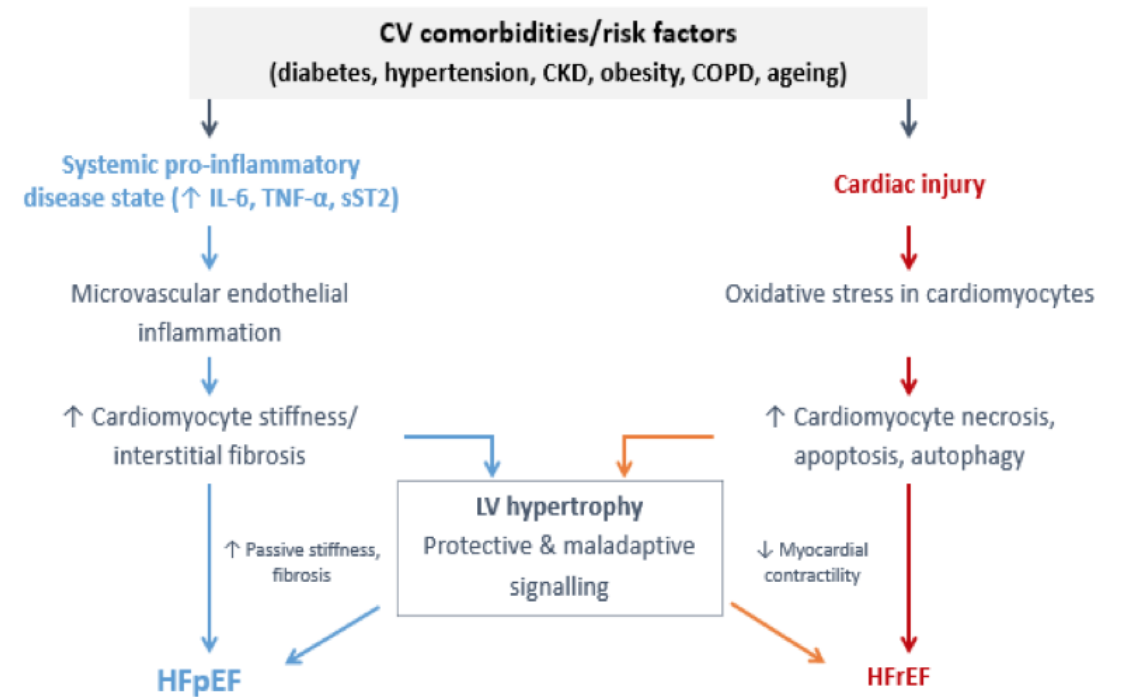 CV comorbidities/risk factors
(diabetes, hypertension, CKD, obesity, COPD, ageing)
Systemic pro-inflammatory
disease state (↑ IL-6, TNF-α, sST2)
Cardiac injury
Microvascular endothelial
inflammation
Oxidative stress in cardiomyocytes
↑ Cardiomyocyte stiffness/
interstitial fibrosis
↑ Cardiomyocyte necrosis,
apoptosis, autophagy
LV hypertrophy
Protective & maladaptive
signalling
↑ Passive stiffness,
fibrosis
↓ Myocardial
contractility
HFpEF
HFrEF